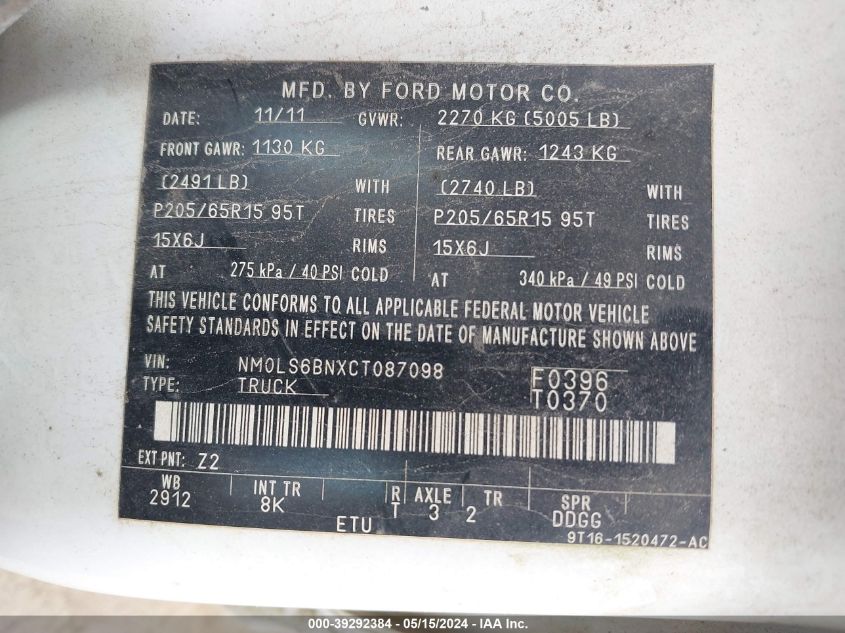 MFD. BY FORD MOTOR CO.
DATE: 11/11 GVWR: 2270 KG (5005 LB)
FRONT GAWR: 1130 KG REAR GAWR: 1243 KG
(2491 LB) WITH (2740 LB) WITH
P205/65R15 95T TIRES P205/65R15 95T TIRES
15X6J RIMS 15X6J RIMS
AT 275 kPa / 40 PSI COLD AT 340 kPa / 49 PSI COLD
THIS VEHICLE CONFORMS TO ALL APPLICABLE FEDERAL MOTOR VEHICLE
SAFETY STANDARDS IN EFFECT ON THE DATE OF MANUFACTURE SHOWN ABOVE
VIN: NM0LS6BNXCT087098 F0396
TYPE: TRUCK T0370
EXT PNT: Z2
WB INT TR R AXLE TR SPR
2912 8K T 3 2 DDGG
ETU 9T16-1520472-AC
000-39292384 - 05/15/2024 - IAAI, Inc.